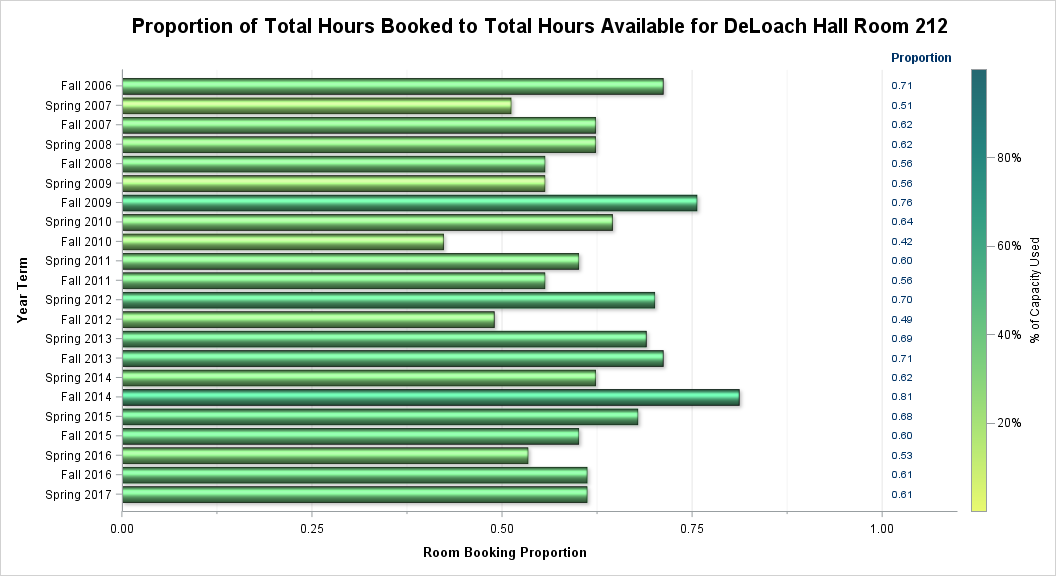 Proportion of Total Hours Booked to Total Hours Available for DeLoach Hall Room 212
Proportion
Fall 2006 0.71
Spring 2007 0.51
Fall 2007 0.62
Spring 2008 0.62
Fall 2008 0.56
Spring 2009 0.56
Fall 2009 0.76
Spring 2010 0.64
Fall 2010 0.42
Spring 2011 0.60
Fall 2011 0.56
Spring 2012 0.70
Fall 2012 0.49
Spring 2013 0.69
Fall 2013 0.71
Spring 2014 0.62
Fall 2014 0.81
Spring 2015 0.68
Fall 2015 0.60
Spring 2016 0.53
Fall 2016 0.61
Spring 2017 0.61
Year Term
0.00 0.25 0.50 0.75 1.00
Room Booking Proportion
80%
60%
40%
20%
% of Capacity Used